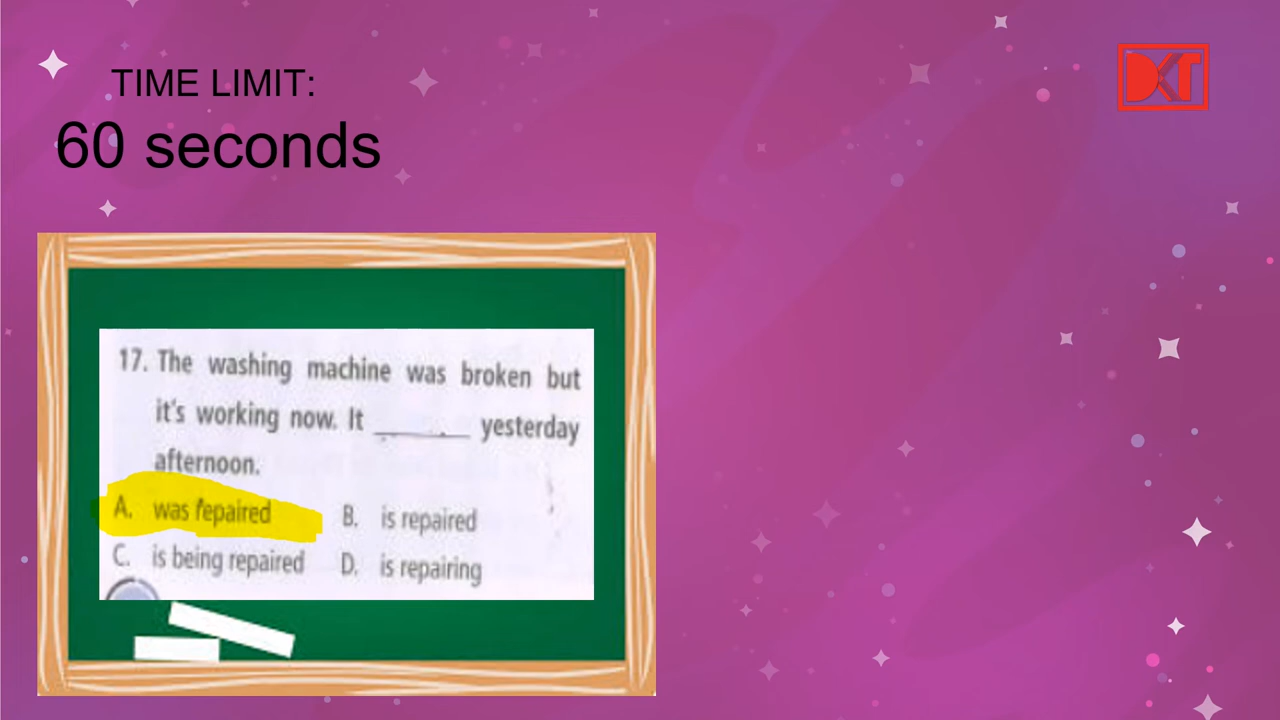 TIME LIMIT:
60 seconds
DKT
17. The washing machine was broken but
it's working now. It ________ yesterday
afternoon.
A. was repaired B. is repaired
C. is being repaired D. is repairing